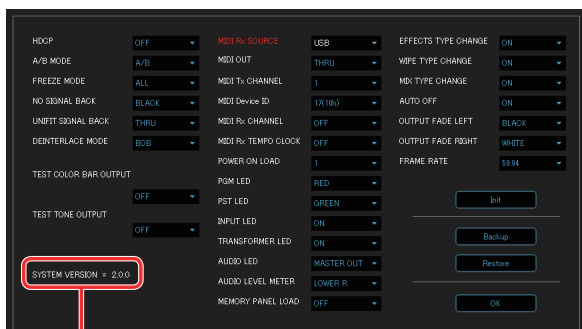 HDCP OFF
A/B MODE A/B
FREEZE MODE ALL
NO SIGNAL BACK BLACK
UNFIT SIGNAL BACK THRU
DEINTERLACE MODE BOB
TEST COLOR BAR OUTPUT
OFF
TEST TONE OUTPUT
OFF
SYSTEM VERSION = 2.0.0
MIDI Rx SOURCE USB
MIDI OUT THRU
MIDI Tx CHANNEL 1
MIDI Device ID 17(10h)
MIDI Rx CHANNEL OFF
MIDI Rx TEMPO CLOCK OFF
POWER ON LOAD 1
PGM LED RED
PST LED GREEN
INPUT LED ON
TRANSFORMER LED ON
AUDIO LED MASTER OUT
AUDIO LEVEL METER LOWER R
MEMORY PANEL LOAD OFF
EFFECTS TYPE CHANGE ON
WIPE TYPE CHANGE ON
MIX TYPE CHANGE ON
AUTO OFF ON
OUTPUT FADE LEFT BLACK
OUTPUT FADE RIGHT WHITE
FRAME RATE 59.94
Init
Backup
Restore
OK